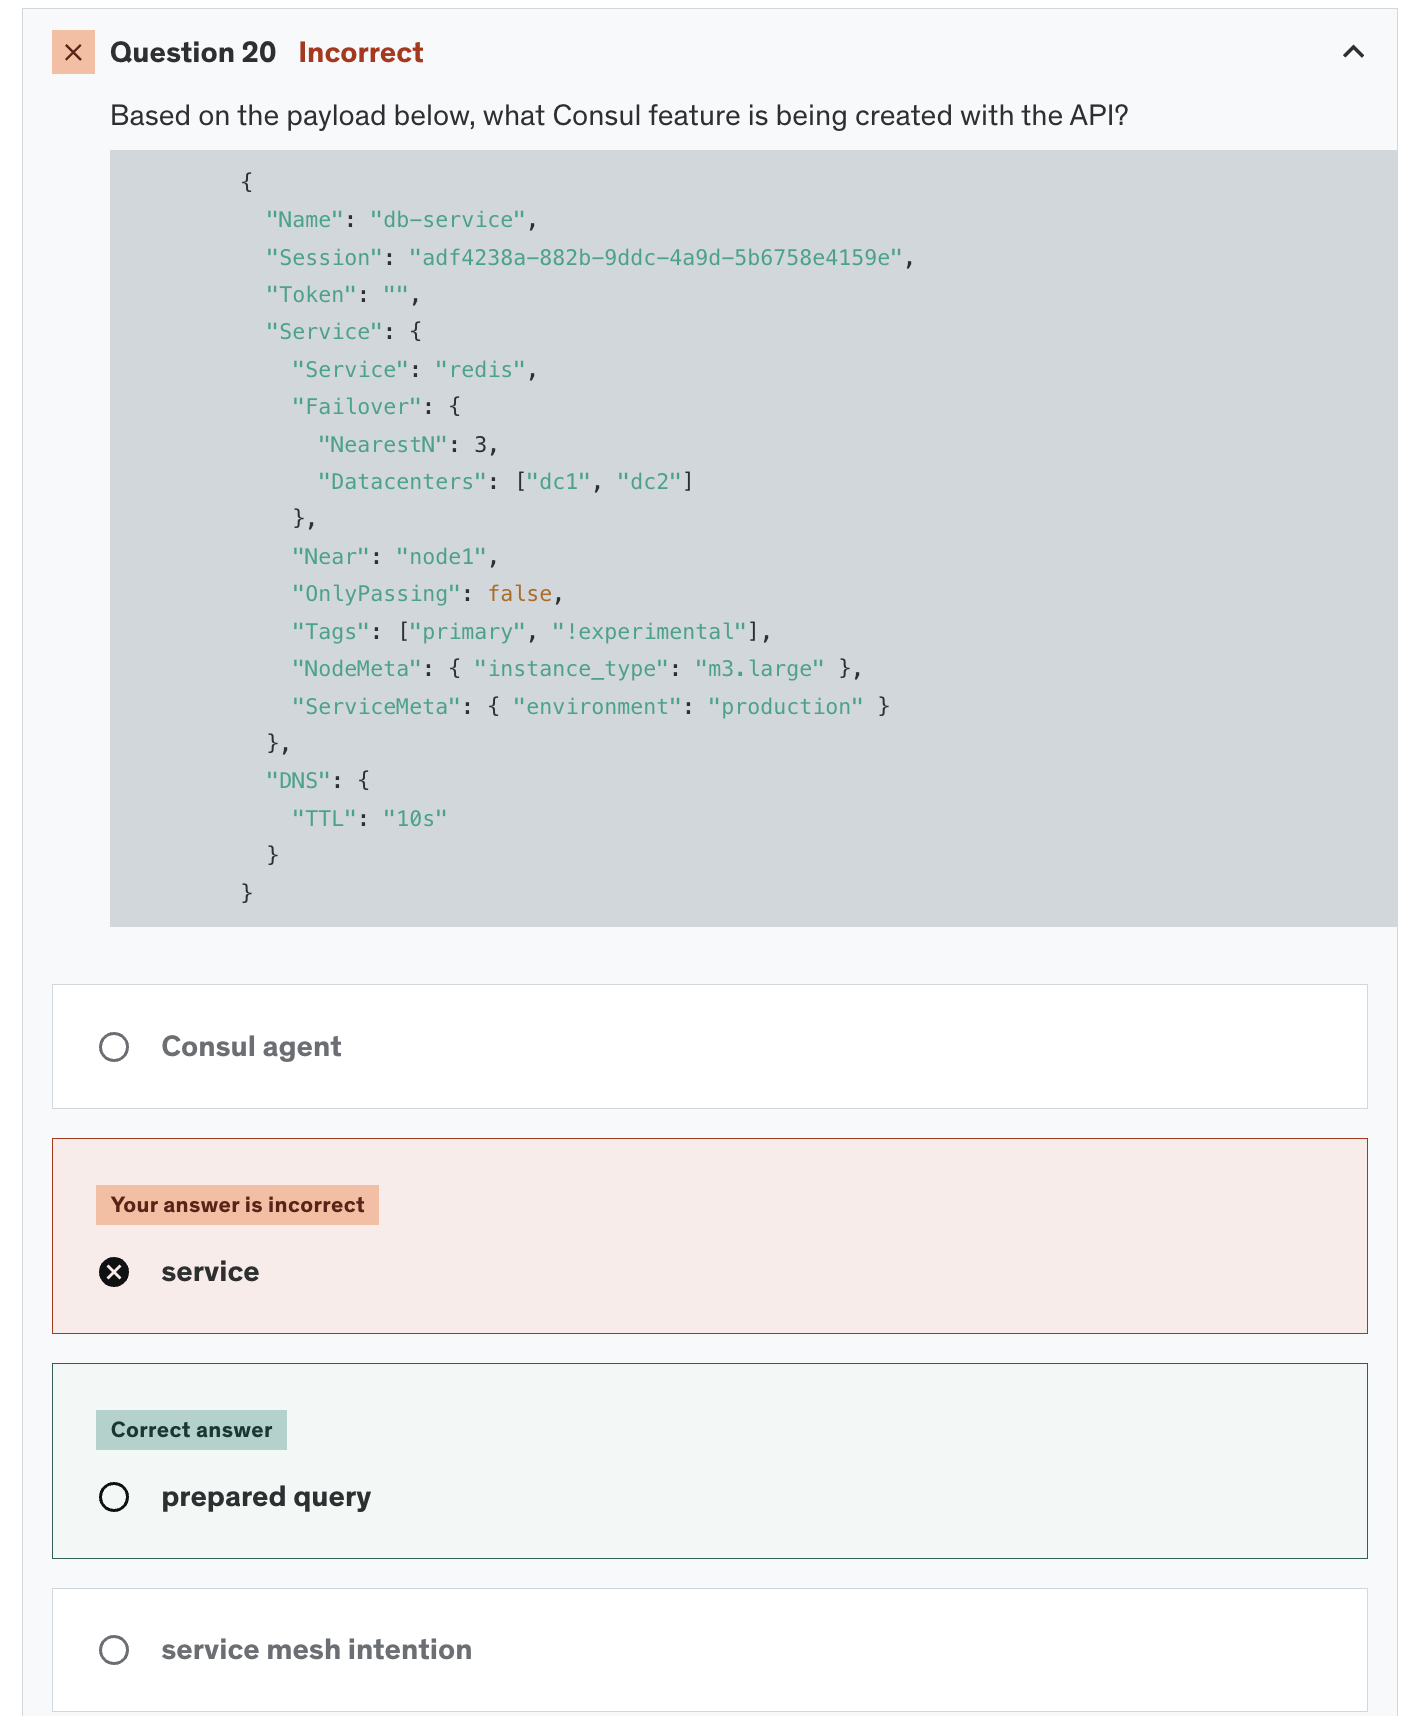 Question 20 Incorrect
Based on the payload below, what Consul feature is being created with the API?
{
"Name": "db-service",
"Session": "adf4238a-882b-9ddc-4a9d-5b6758e4159e",
"Token": "",
"Service": {
"Service": "redis",
"Failover": {
"NearestN": 3,
"Datacenters": ["dc1", "dc2"]
},
"Near": "node1",
"OnlyPassing": false,
"Tags": ["primary", "!experimental"],
"NodeMeta": { "instance_type": "m3.large" },
"ServiceMeta": { "environment": "production" }
},
"DNS": {
"TTL": "10s"
}
}
Consul agent
Your answer is incorrect
service
Correct answer
prepared query
service mesh intention